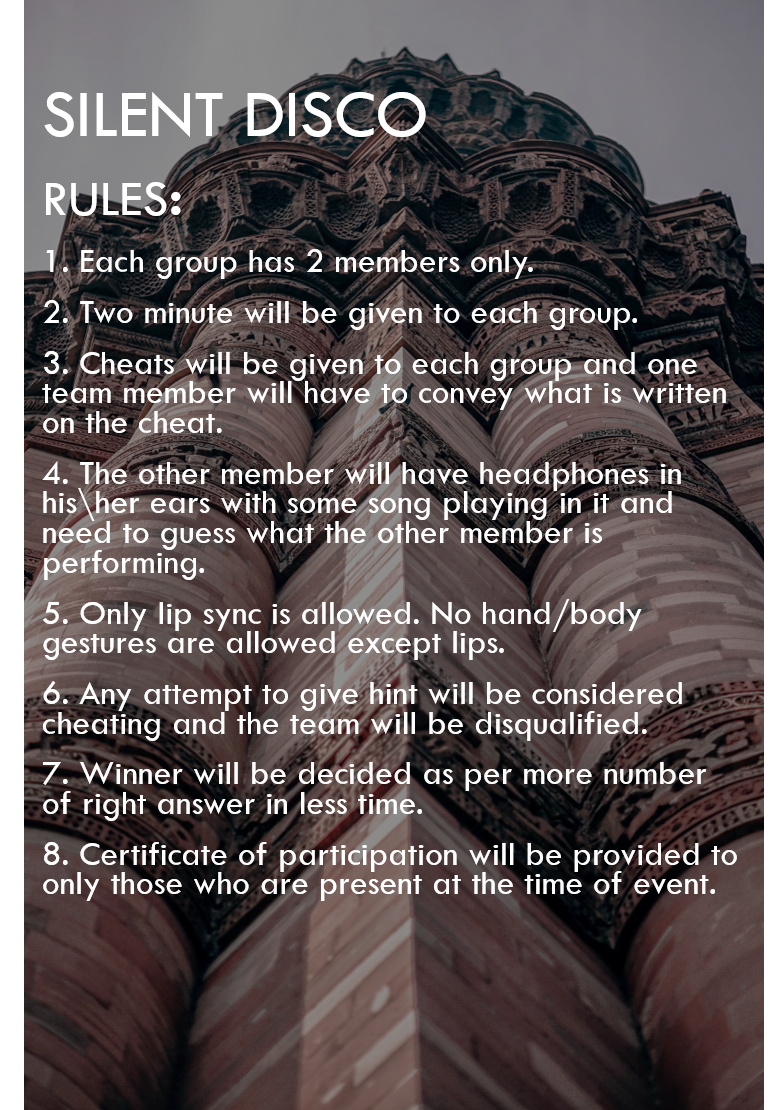 SILENT DISCO
RULES:
1. Each group has 2 members only.
2. Two minute will be given to each group.
3. Cheats will be given to each group and one
team member will have to convey what is written
on the cheat.
4. The other member will have headphones in
his\her ears with some song playing in it and
need to guess what the other member is
performing.
5. Only lip sync is allowed. No hand/body
gestures are allowed except lips.
6. Any attempt to give hint will be considered
cheating and the team will be disqualified.
7. Winner will be decided as per more number
of right answer in less time.
8. Certificate of participation will be provided to
only those who are present at the time of event.